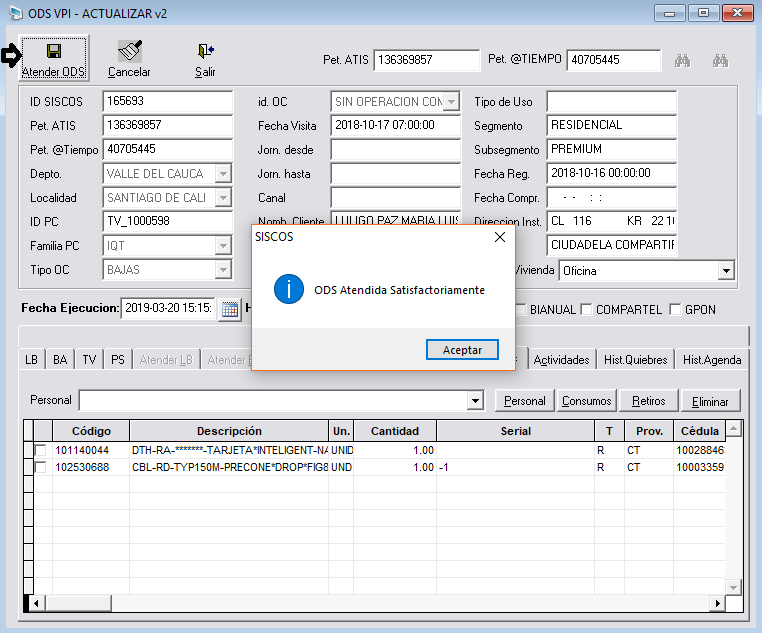 ODS VPI - ACTUALIZAR v2
Atender ODS Cancelar Salir Pet. ATIS 136369857 Pet. @TIEMPO 40705445
ID SISCOS 165693 id. OC SIN OPERACION COM Tipo de Uso
Pet. ATIS 136369857 Fecha Visita 2018-10-17 07:00:00 Segmento RESIDENCIAL
Pet. @Tiempo 40705445 Jorn. desde Subsegmento PREMIUM
Depto. VALLE DEL CAUCA Jorn. hasta Fecha Reg. 2018-10-16 00:00:00
Localidad SANTIAGO DE CALI Canal Fecha Compr. - - : :
ID PC TV_1000598 Nomb. Cliente LULIGO PAZ MARIA LUIS Direccion Inst. CL 116 KR 22 1
Familia PC IQT CIUDADELA COMPARTIF
Tipo OC BAJAS Vivienda Oficina
SISCOS
ODS Atendida Satisfactoriamente
Aceptar
Fecha Ejecucion: 2019-03-20 15:15: H BIANUAL COMPARTEL GPON
LB BA TV PS Atender LB Atender Actividades Hist.Quiebres Hist.Agenda
Personal Personal Consumos Retiros Eliminar
Código Descripción Un. Cantidad Serial T Prov. Cédula
101140044 DTH-RA-*******-TARJETA*INTELIGENT-NA UNID 1.00 R CT 10028846
102530688 CBL-RD-TYP150M-PRECONE*DROP*FIG8 UND 1.00 -1 R CT 10003359